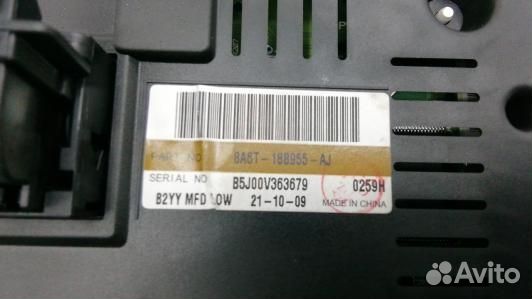 P
PART NO 8A6T-18B955-AJ
SERIAL NO B5J00V363679 0259H
B2YY MFD LOW 21-10-09 MADE IN CHINA
Avito